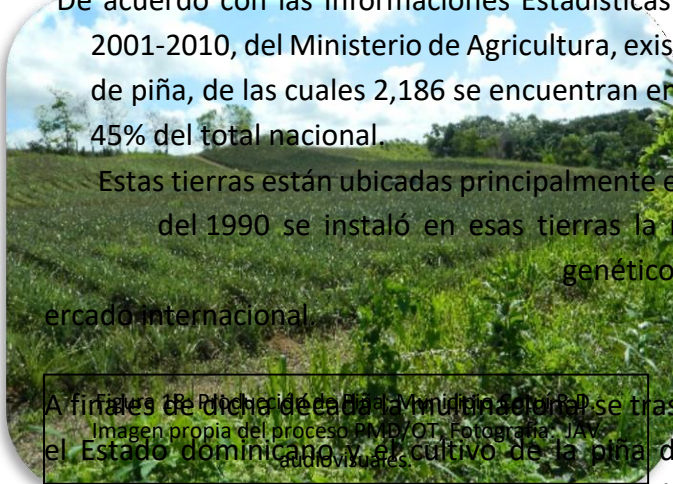 De acuerdo con las Informaciones Estadísticas
2001-2010, del Ministerio de Agricultura, exis
de piña, de las cuales 2,186 se encuentran en
45% del total nacional.
Estas tierras están ubicadas principalmente e
del 1990 se instaló en esas tierras la
genético
ercado internacional.
A finales de dicha década la multinacional se tras
Figura 18: Producción de Piña, Municipio R.D.
Imagen propia del proceso PMD/OT. Fotografía: JAV
el Estado dominicano y el cultivo de la piña d
audiovisuales.